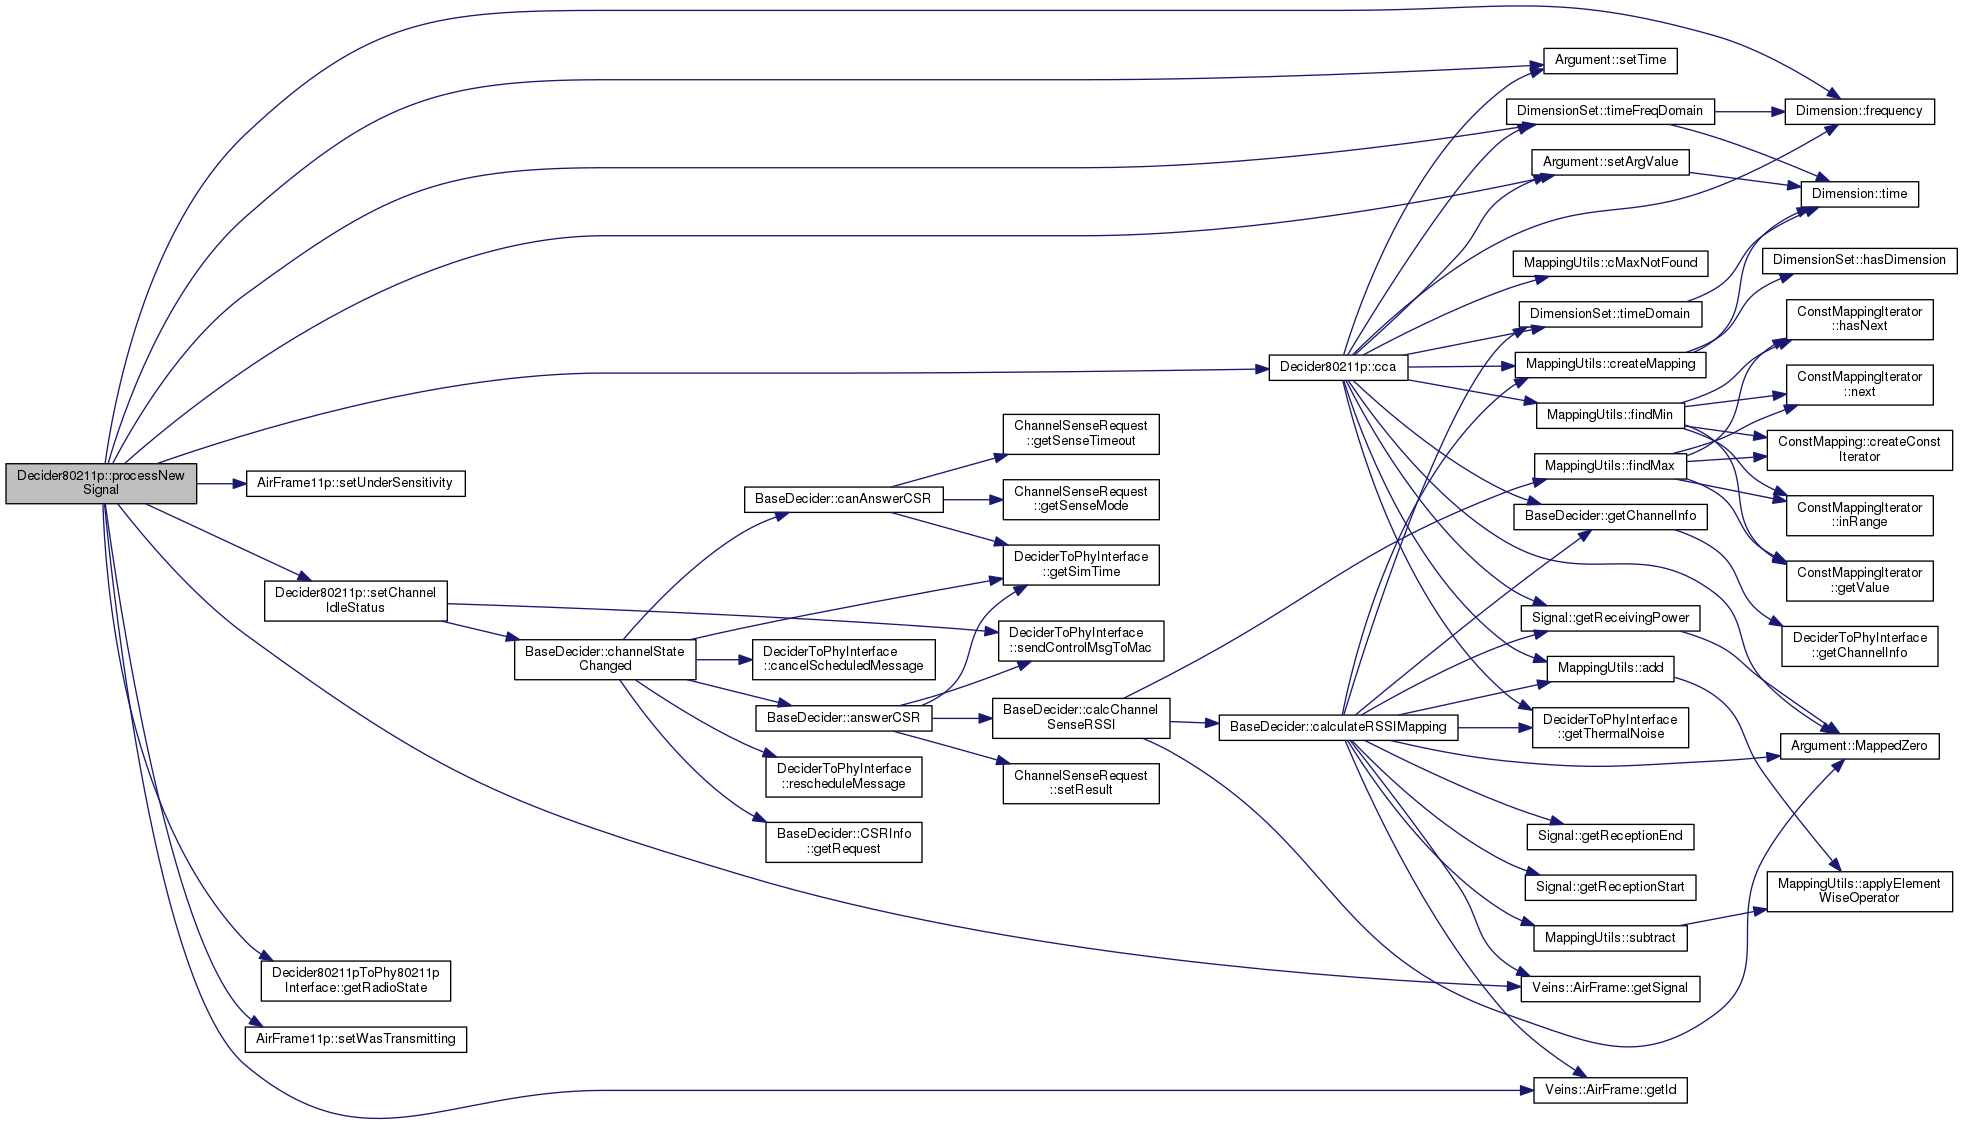 Decider80211p::processNew
Signal
AirFrame11p::setUnderSensitivity
Decider80211p::setChannel
IdleStatus
Decider80211pToPhy80211p
Interface::getRadioState
AirFrame11p::setWasTransmitting
BaseDecider::channelState
Changed
BaseDecider::canAnswerCSR
DeciderToPhyInterface
::cancelScheduledMessage
BaseDecider::answerCSR
DeciderToPhyInterface
::rescheduleMessage
BaseDecider::CSRInfo
::getRequest
ChannelSenseRequest
::getSenseTimeout
ChannelSenseRequest
::getSenseMode
DeciderToPhyInterface
::getSimTime
DeciderToPhyInterface
::sendControlMsgToMac
BaseDecider::calcChannel
SenseRSSI
ChannelSenseRequest
::setResult
Decider80211p::cca
BaseDecider::calculateRSSIMapping
Argument::setTime
DimensionSet::timeFreqDomain
Argument::setArgValue
MappingUtils::cMaxNotFound
DimensionSet::timeDomain
MappingUtils::createMapping
MappingUtils::findMin
MappingUtils::findMax
BaseDecider::getChannelInfo
Signal::getReceivingPower
MappingUtils::add
DeciderToPhyInterface
::getThermalNoise
Signal::getReceptionEnd
Signal::getReceptionStart
MappingUtils::subtract
Veins::AirFrame::getSignal
Veins::AirFrame::getId
Dimension::frequency
Dimension::time
DimensionSet::hasDimension
ConstMappingIterator
::hasNext
ConstMappingIterator
::next
ConstMapping::createConst
Iterator
ConstMappingIterator
::inRange
ConstMappingIterator
::getValue
DeciderToPhyInterface
::getChannelInfo
Argument::MappedZero
MappingUtils::applyElement
WiseOperator